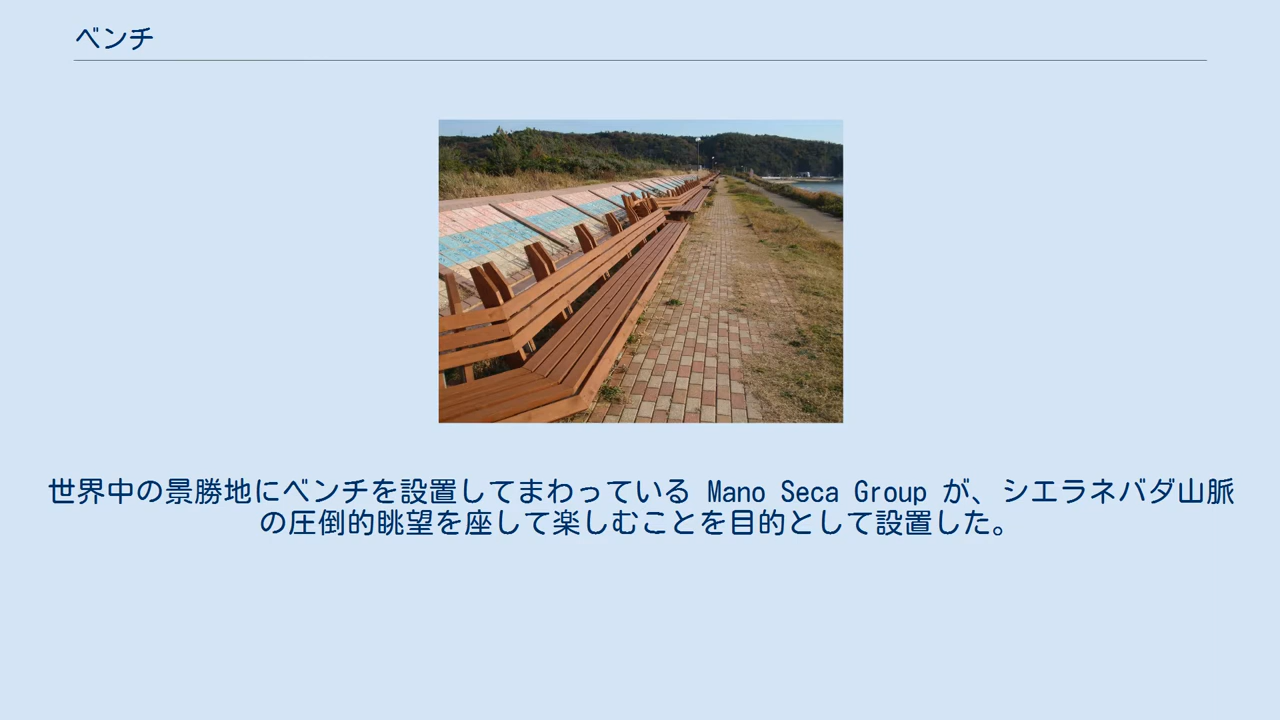 ベンチ
世界中の景勝地にベンチを設置してまわっている Mano Seca Group が、シエラネバダ山脈
の圧倒的眺望を座して楽しむことを目的として設置した。